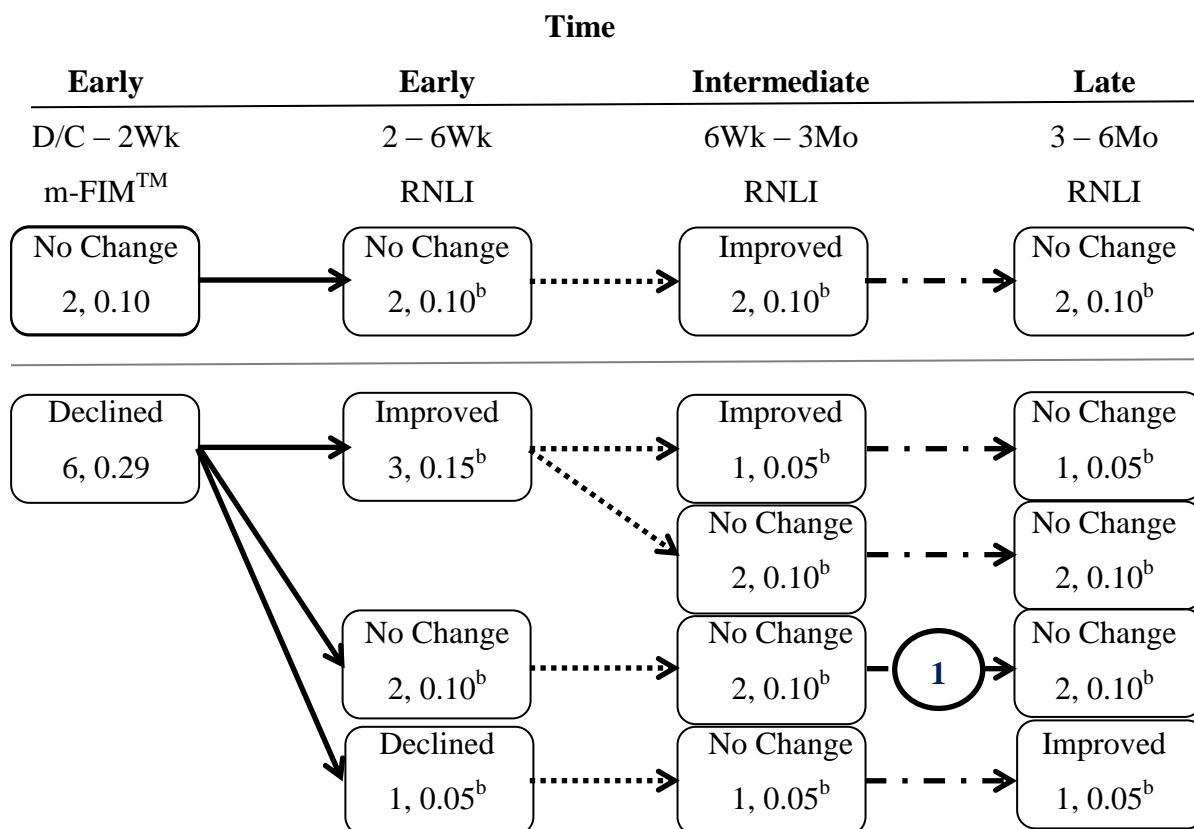 Time
Early Early Intermediate Late
D/C – 2Wk 2 – 6Wk 6Wk – 3Mo 3 – 6Mo
m-FIM™ RNLI RNLI RNLI
No Change No Change Improved No Change
2, 0.10 2, 0.10ᵇ 2, 0.10ᵇ 2, 0.10ᵇ
Declined Improved Improved No Change
6, 0.29 3, 0.15ᵇ 1, 0.05ᵇ 1, 0.05ᵇ
No Change No Change
2, 0.10ᵇ 2, 0.10ᵇ
No Change No Change No Change
2, 0.10ᵇ 2, 0.10ᵇ 1 2, 0.10ᵇ
Declined No Change Improved
1, 0.05ᵇ 1, 0.05ᵇ 1, 0.05ᵇ